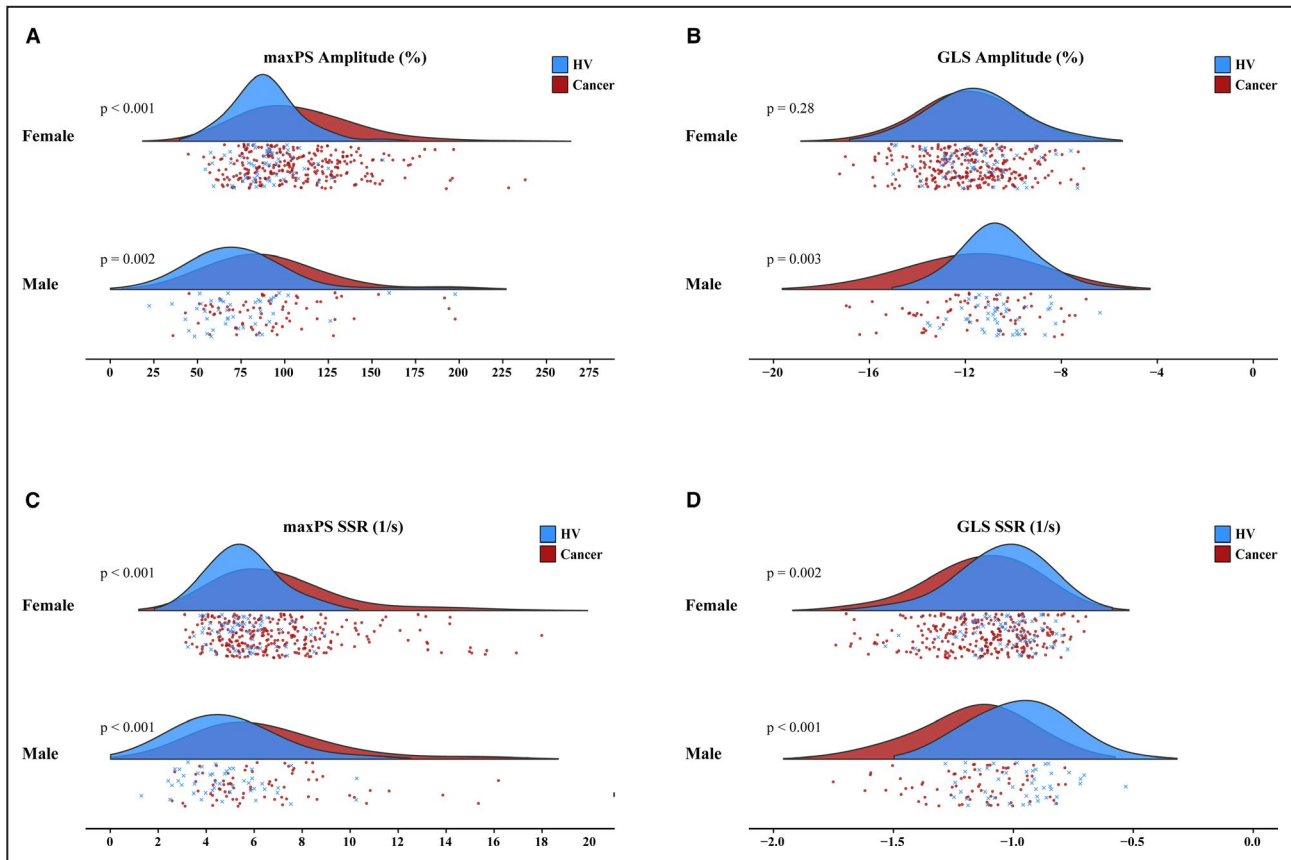 A
maxPS Amplitude (%)
HV
Cancer
p < 0.001
Female
p = 0.002
Male
0 25 50 75 100 125 150 175 200 225 250 275
B
GLS Amplitude (%)
HV
Cancer
p = 0.28
Female
p = 0.003
Male
−20 −16 −12 −8 −4 0
C
maxPS SSR (1/s)
HV
Cancer
p < 0.001
Female
p < 0.001
Male
0 2 4 6 8 10 12 14 16 18 20
D
GLS SSR (1/s)
HV
Cancer
p = 0.002
Female
p < 0.001
Male
−2.0 −1.5 −1.0 −0.5 0.0